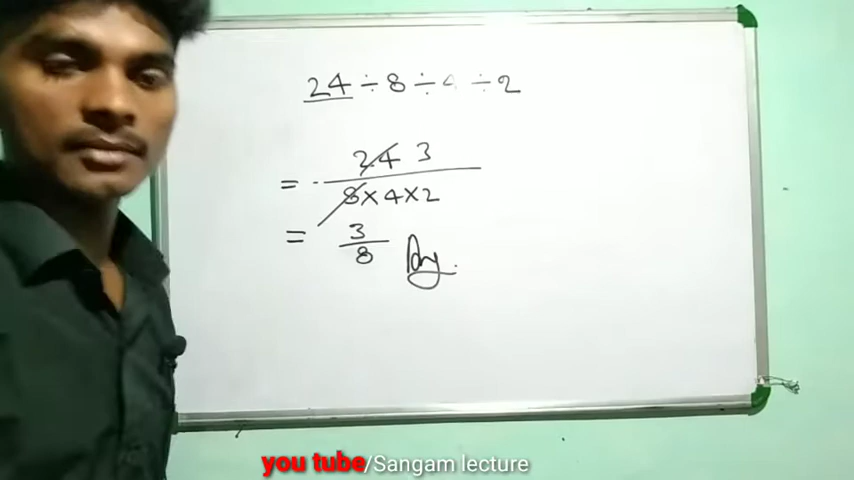 24 ÷ 8 ÷ 4 ÷ 2
= 24 3
8 × 4 × 2
= 3
8 Ans.
you tube/Sangam lecture